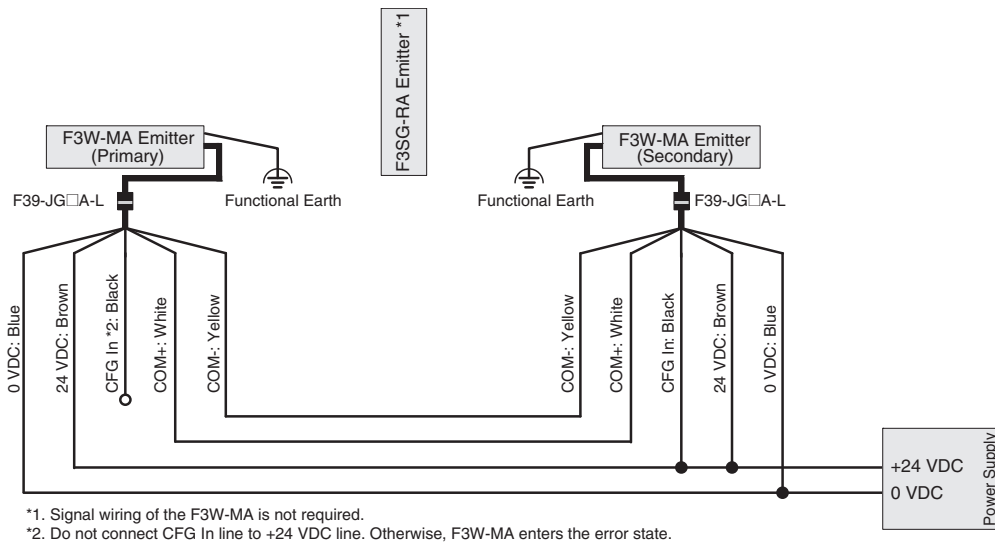 F3SG-RA Emitter *1
F3W-MA Emitter
(Primary)
F3W-MA Emitter
(Secondary)
F39-JG□A-L
Functional Earth
Functional Earth
F39-JG□A-L
0 VDC: Blue
24 VDC: Brown
CFG In *2: Black
COM+: White
COM-: Yellow
COM-: Yellow
COM+: White
CFG In: Black
24 VDC: Brown
0 VDC: Blue
+24 VDC
0 VDC
Power Supply
*1. Signal wiring of the F3W-MA is not required.
*2. Do not connect CFG In line to +24 VDC line. Otherwise, F3W-MA enters the error state.